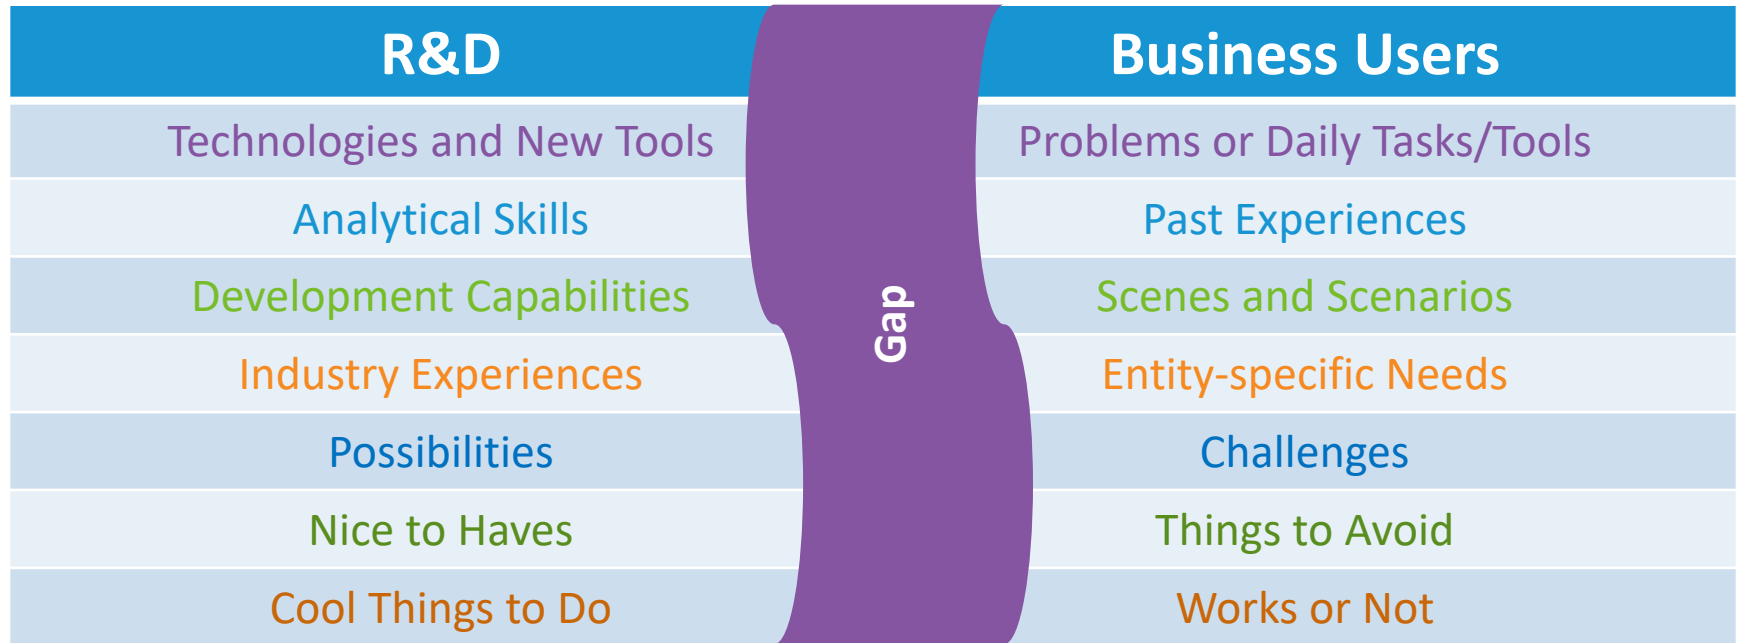 R&D
Business Users
Technologies and New Tools
Problems or Daily Tasks/Tools
Analytical Skills
Past Experiences
Development Capabilities
Scenes and Scenarios
Gap
Industry Experiences
Entity-specific Needs
Possibilities
Challenges
Nice to Haves
Things to Avoid
Cool Things to Do
Works or Not